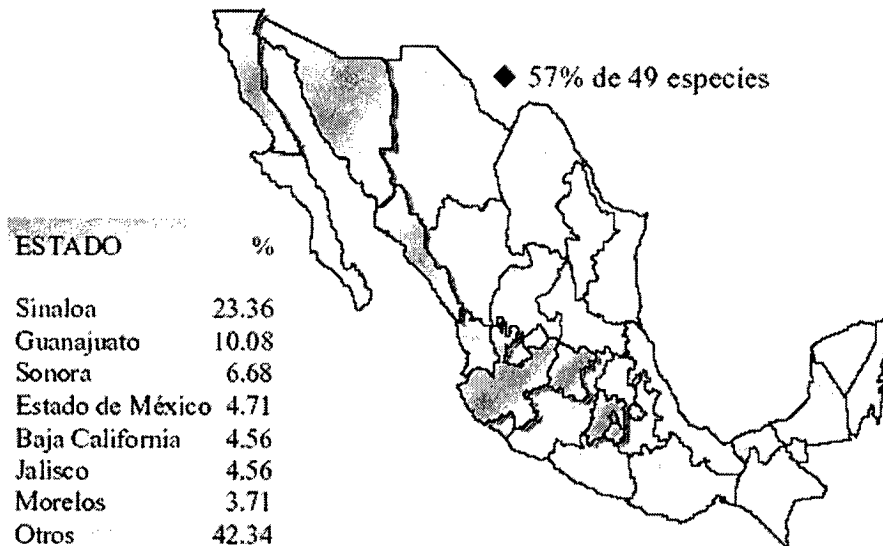 ◆ 57% de 49 especies
ESTADO %
Sinaloa 23.36
Guanajuato 10.08
Sonora 6.68
Estado de México 4.71
Baja California 4.56
Jalisco 4.56
Morelos 3.71
Otros 42.34